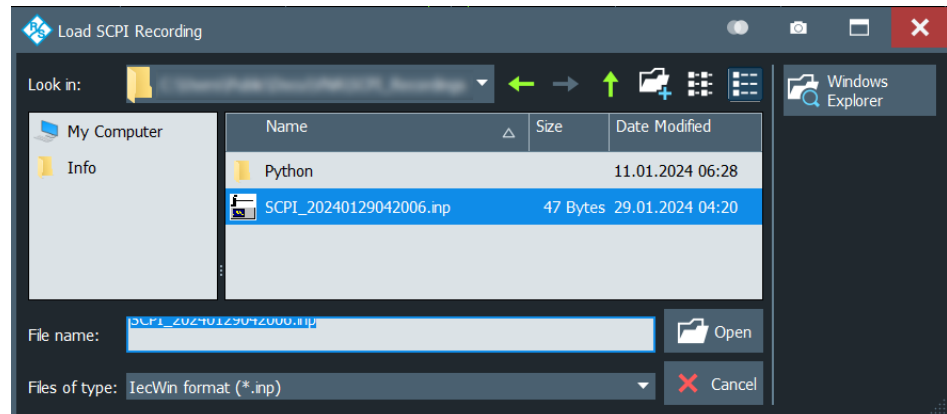 Load SCPI Recording
Look in:
Windows Explorer
My Computer
Info
Name Size Date Modified
Python 11.01.2024 06:28
SCPI_20240129042006.inp 47 Bytes 29.01.2024 04:20
File name: SCPI_20240129042006.inp Open
Files of type: IecWin format (*.inp) Cancel